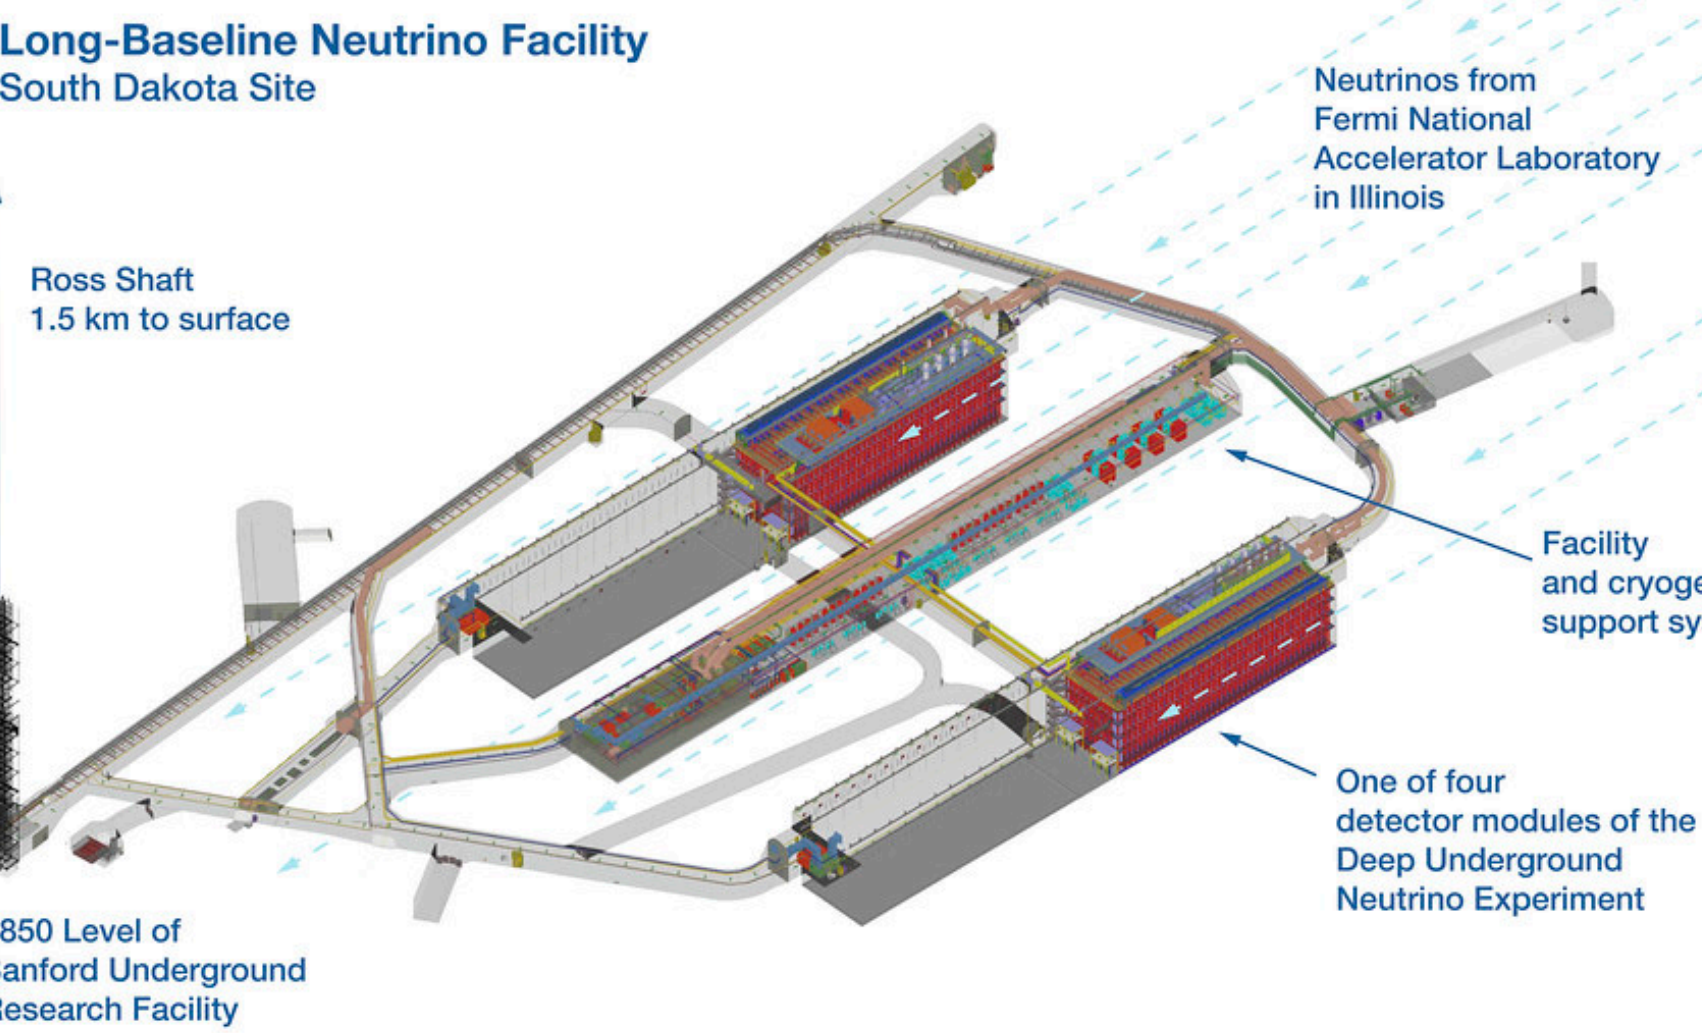 Long-Baseline Neutrino Facility
South Dakota Site
Neutrinos from
Fermi National
Accelerator Laboratory
in Illinois
Ross Shaft
1.5 km to surface
Facility
and cryoge
support sy
One of four
detector modules of the
Deep Underground
Neutrino Experiment
850 Level of
anford Underground
Research Facility